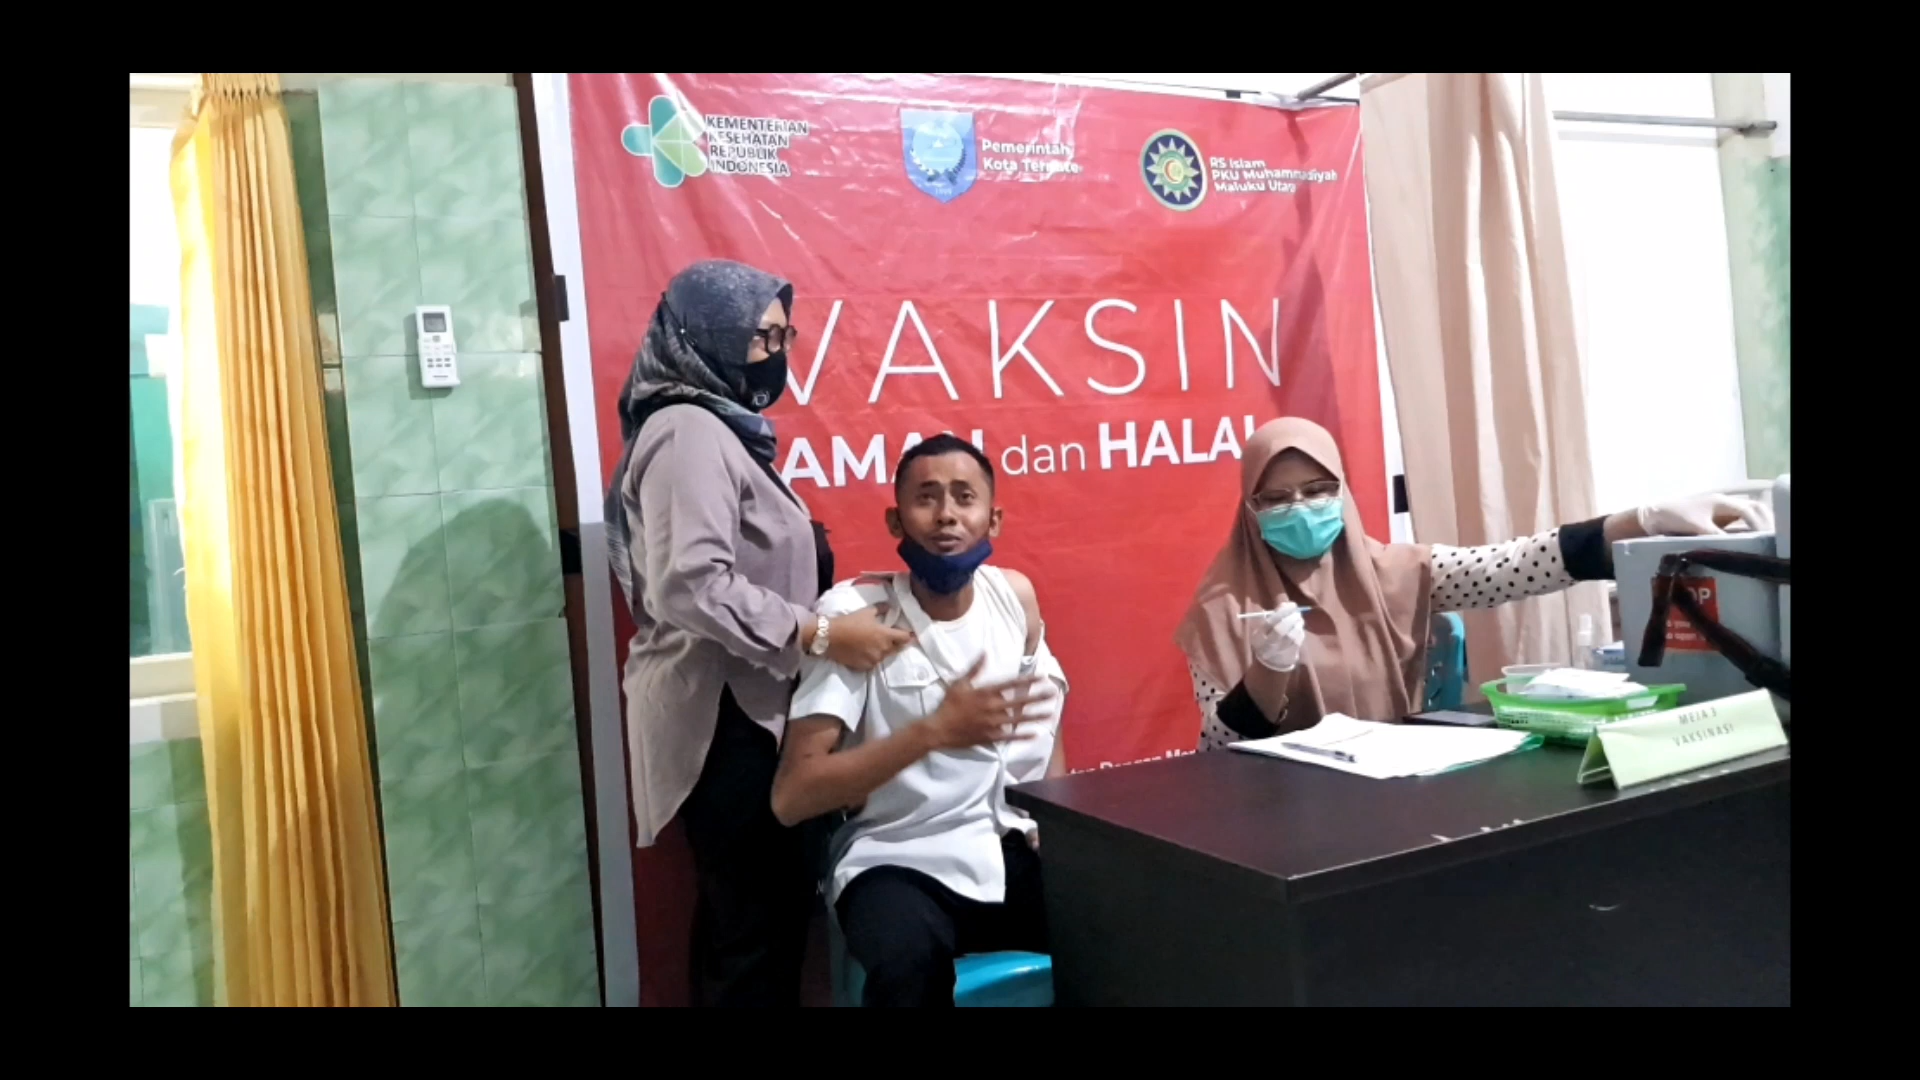 KEMENTERIAN
KESEHATAN
REPUBLIK
INDONESIA
Pemerintah
Kota Ternate
RS Islam
PKU Muhammadiyah
Maluku Utara
VAKSIN
AMAN dan HALAL
MEJA 3
VAKSINASI